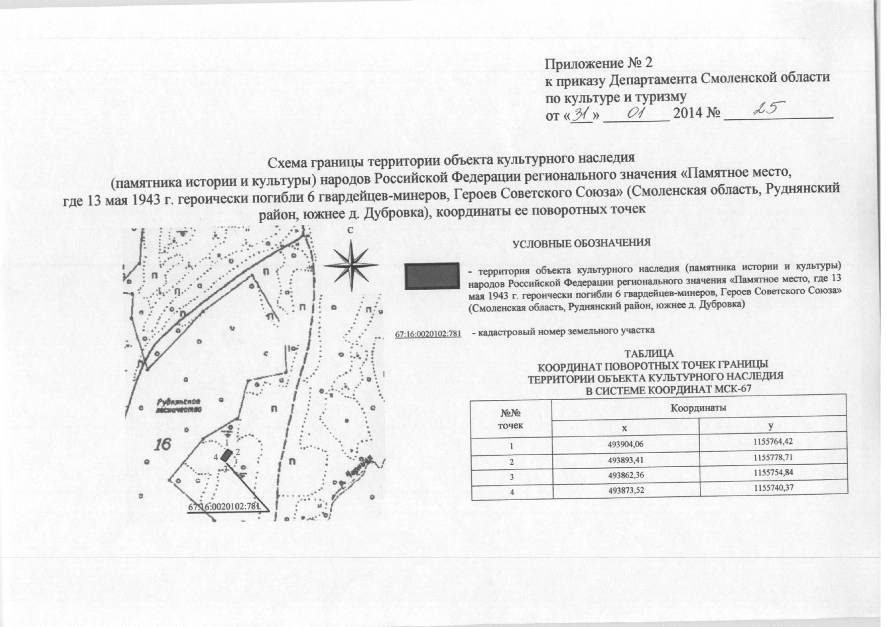 Приложение № 2
к приказу Департамента Смоленской области
по культуре и туризму
от «31» 01 2014 № 25
Схема границы территории объекта культурного наследия
(памятника истории и культуры) народов Российской Федерации регионального значения «Памятное место,
где 13 мая 1943 г. героически погибли 6 гвардейцев-минеров, Героев Советского Союза» (Смоленская область, Руднянский
район, южнее д. Дубровка), координаты ее поворотных точек
С
УСЛОВНЫЕ ОБОЗНАЧЕНИЯ
- территория объекта культурного наследия (памятника истории и культуры)
народов Российской Федерации регионального значения «Памятное место, где 13
мая 1943 г. героически погибли 6 гвардейцев-минеров, Героев Советского Союза»
(Смоленская область, Руднянский район, южнее д. Дубровка)
67:16:0020102:781 - кадастровый номер земельного участка
ТАБЛИЦА
КООРДИНАТ ПОВОРОТНЫХ ТОЧЕК ГРАНИЦЫ
ТЕРРИТОРИИ ОБЪЕКТА КУЛЬТУРНОГО НАСЛЕДИЯ
В СИСТЕМЕ КООРДИНАТ МСК-67
№№ точек Координаты
х у
1 493904,06 1155764,42
2 493893,41 1155778,71
3 493862,36 1155754,84
4 493873,52 1155740,37
П
П
П
П
П
П
с
Руднянское
лесничество
16
1
2
4
3
67:16:0020102:781